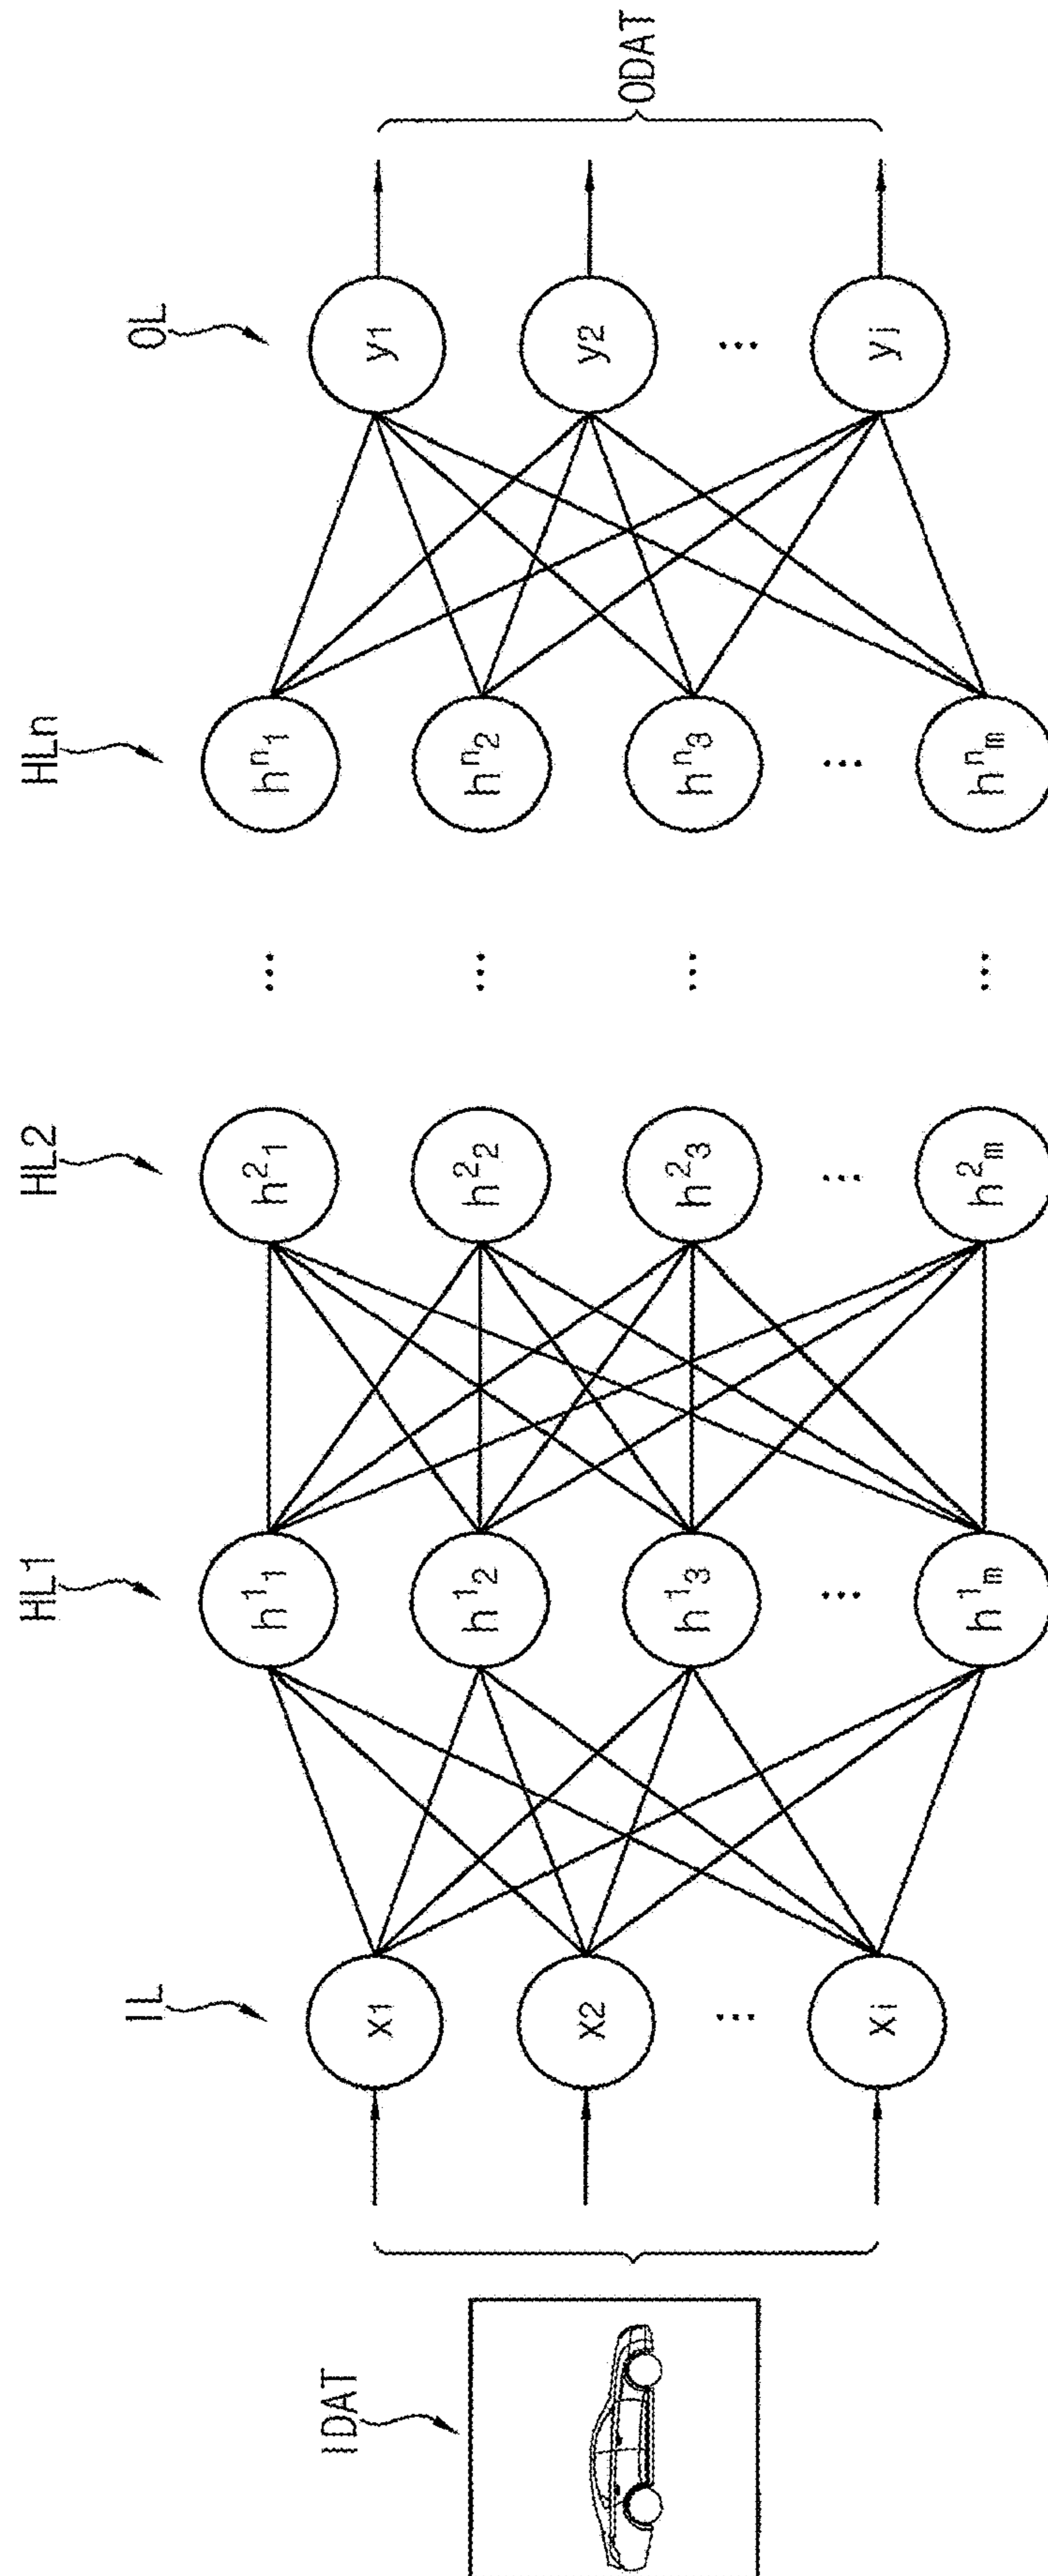 IDAT
IL
x1
x2
⋮
xi
HL1
h¹1
h¹2
h¹3
⋮
h¹m
HL2
h²1
h²2
h²3
⋮
h²m
...
...
...
...
HLn
hⁿ1
hⁿ2
hⁿ3
⋮
hⁿm
OL
y1
y2
⋮
yj
ODAT